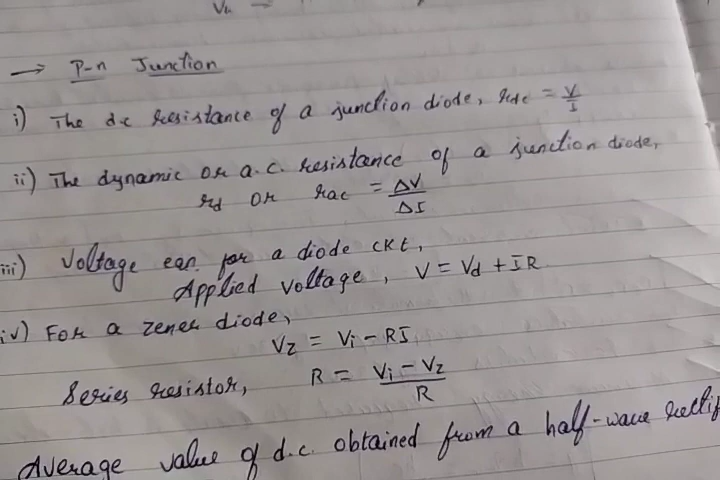 → P-n Junction
i) The d.c resistance of a junction diode, rdc = V/I
ii) The dynamic or a.c. resistance of a junction diode,
rd or rac = ΔV/ΔI
iii) Voltage eqn. for a diode ckt,
Applied voltage, V = Vd + IR
iv) For a zener diode,
VZ = Vi - RI
Series resistor, R = Vi - VZ/R
Average value of d.c. obtained from a half-wave